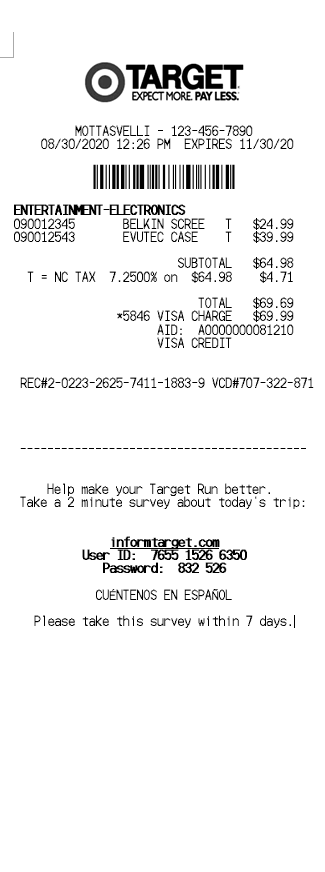 TARGET
EXPECT MORE. PAY LESS.
MOTTASVELLI - 123-456-7890
08/30/2020 12:26 PM EXPIRES 11/30/20
ENTERTAINMENT-ELECTRONICS
090012345 BELKIN SCREE T $24.99
090012543 EVUTEC CASE T $39.99
SUBTOTAL $64.98
T = NC TAX 7.2500% on $64.98 $4.71
TOTAL $69.69
*5846 VISA CHARGE $69.99
AID: A0000000081210
VISA CREDIT
REC#2-0223-2625-7411-1883-9 VCD#707-322-871
Help make your Target Run better.
Take a 2 minute survey about today's trip:
informtarget.com
User ID: 7655 1526 6350
Password: 832 526
CUÉNTENOS EN ESPAÑOL
Please take this survey within 7 days.